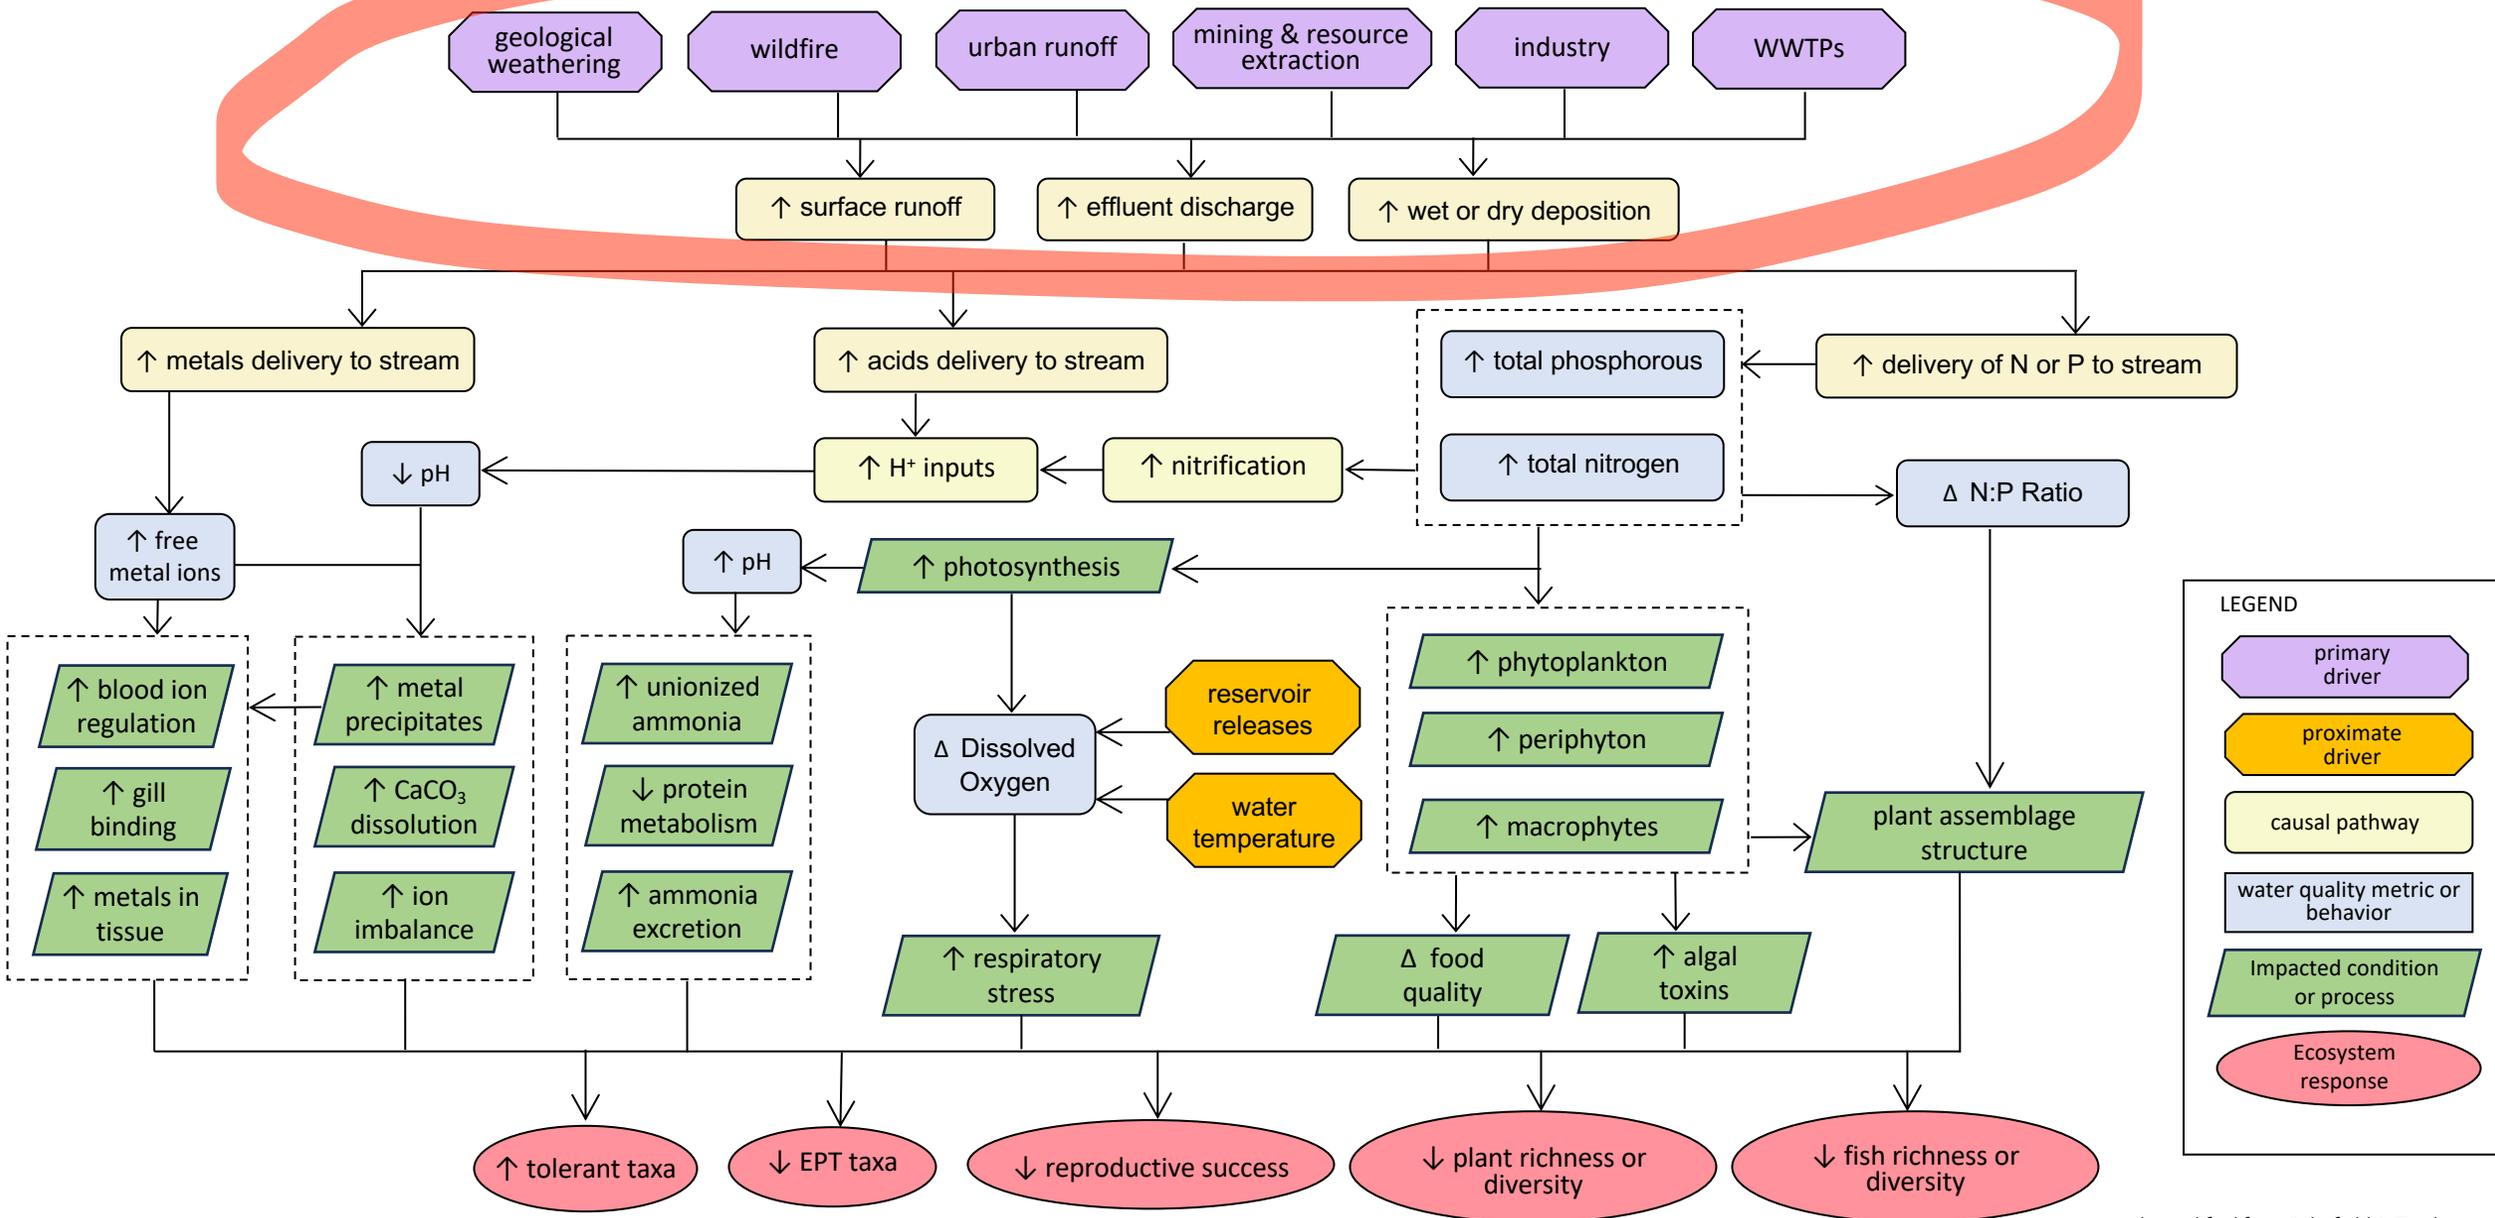 geological
weathering
wildfire
urban runoff
mining & resource
extraction
industry
WWTPs
↑ surface runoff
↑ effluent discharge
↑ wet or dry deposition
↑ metals delivery to stream
↑ acids delivery to stream
↑ total phosphorous
↑ delivery of N or P to stream
↓ pH
↑ H⁺ inputs
↑ nitrification
↑ total nitrogen
Δ N:P Ratio
↑ free
metal ions
↑ pH
↑ photosynthesis
↑ blood ion
regulation
↑ gill
binding
↑ metals in
tissue
↑ metal
precipitates
↑ CaCO₃
dissolution
↑ ion
imbalance
↑ unionized
ammonia
↓ protein
metabolism
↑ ammonia
excretion
Δ Dissolved
Oxygen
reservoir
releases
water
temperature
↑ phytoplankton
↑ periphyton
↑ macrophytes
plant assemblage
structure
↑ respiratory
stress
Δ food
quality
↑ algal
toxins
↑ tolerant taxa
↓ EPT taxa
↓ reproductive success
↓ plant richness or
diversity
↓ fish richness or
diversity
LEGEND
primary
driver
proximate
driver
causal pathway
water quality metric or
behavior
Impacted condition
or process
Ecosystem
response